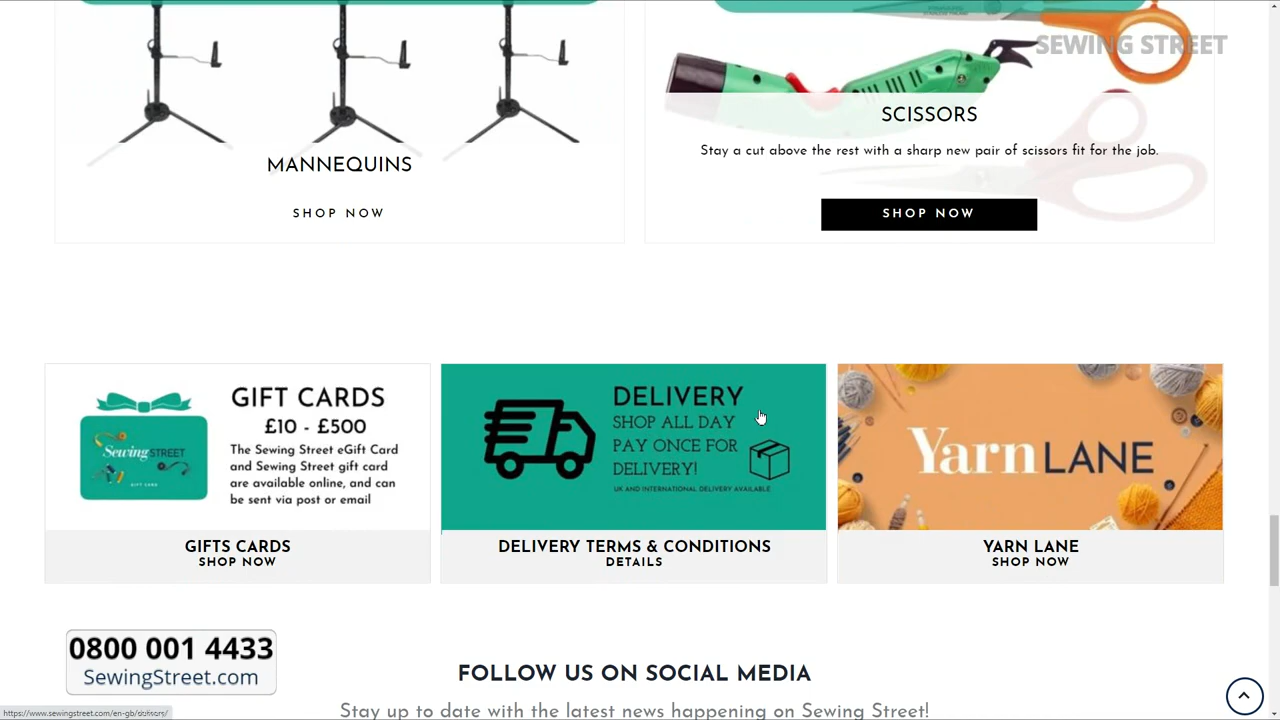 SEWING STREET
MANNEQUINS
SHOP NOW
SCISSORS
Stay a cut above the rest with a sharp new pair of scissors fit for the job.
SHOP NOW
GIFT CARDS
£10 - £500
The Sewing Street eGift Card
and Sewing Street gift card
are available online, and can
be sent via post or email
Sewing STREET
GIFT CARD
GIFTS CARDS
SHOP NOW
DELIVERY
SHOP ALL DAY
PAY ONCE FOR
DELIVERY!
UK AND INTERNATIONAL DELIVERY AVAILABLE
DELIVERY TERMS & CONDITIONS
DETAILS
Yarn LANE
YARN LANE
SHOP NOW
0800 001 4433
SewingStreet.com
FOLLOW US ON SOCIAL MEDIA
Stay up to date with the latest news happening on Sewing Street!
https://www.sewingstreet.com/en-gb/scissors/